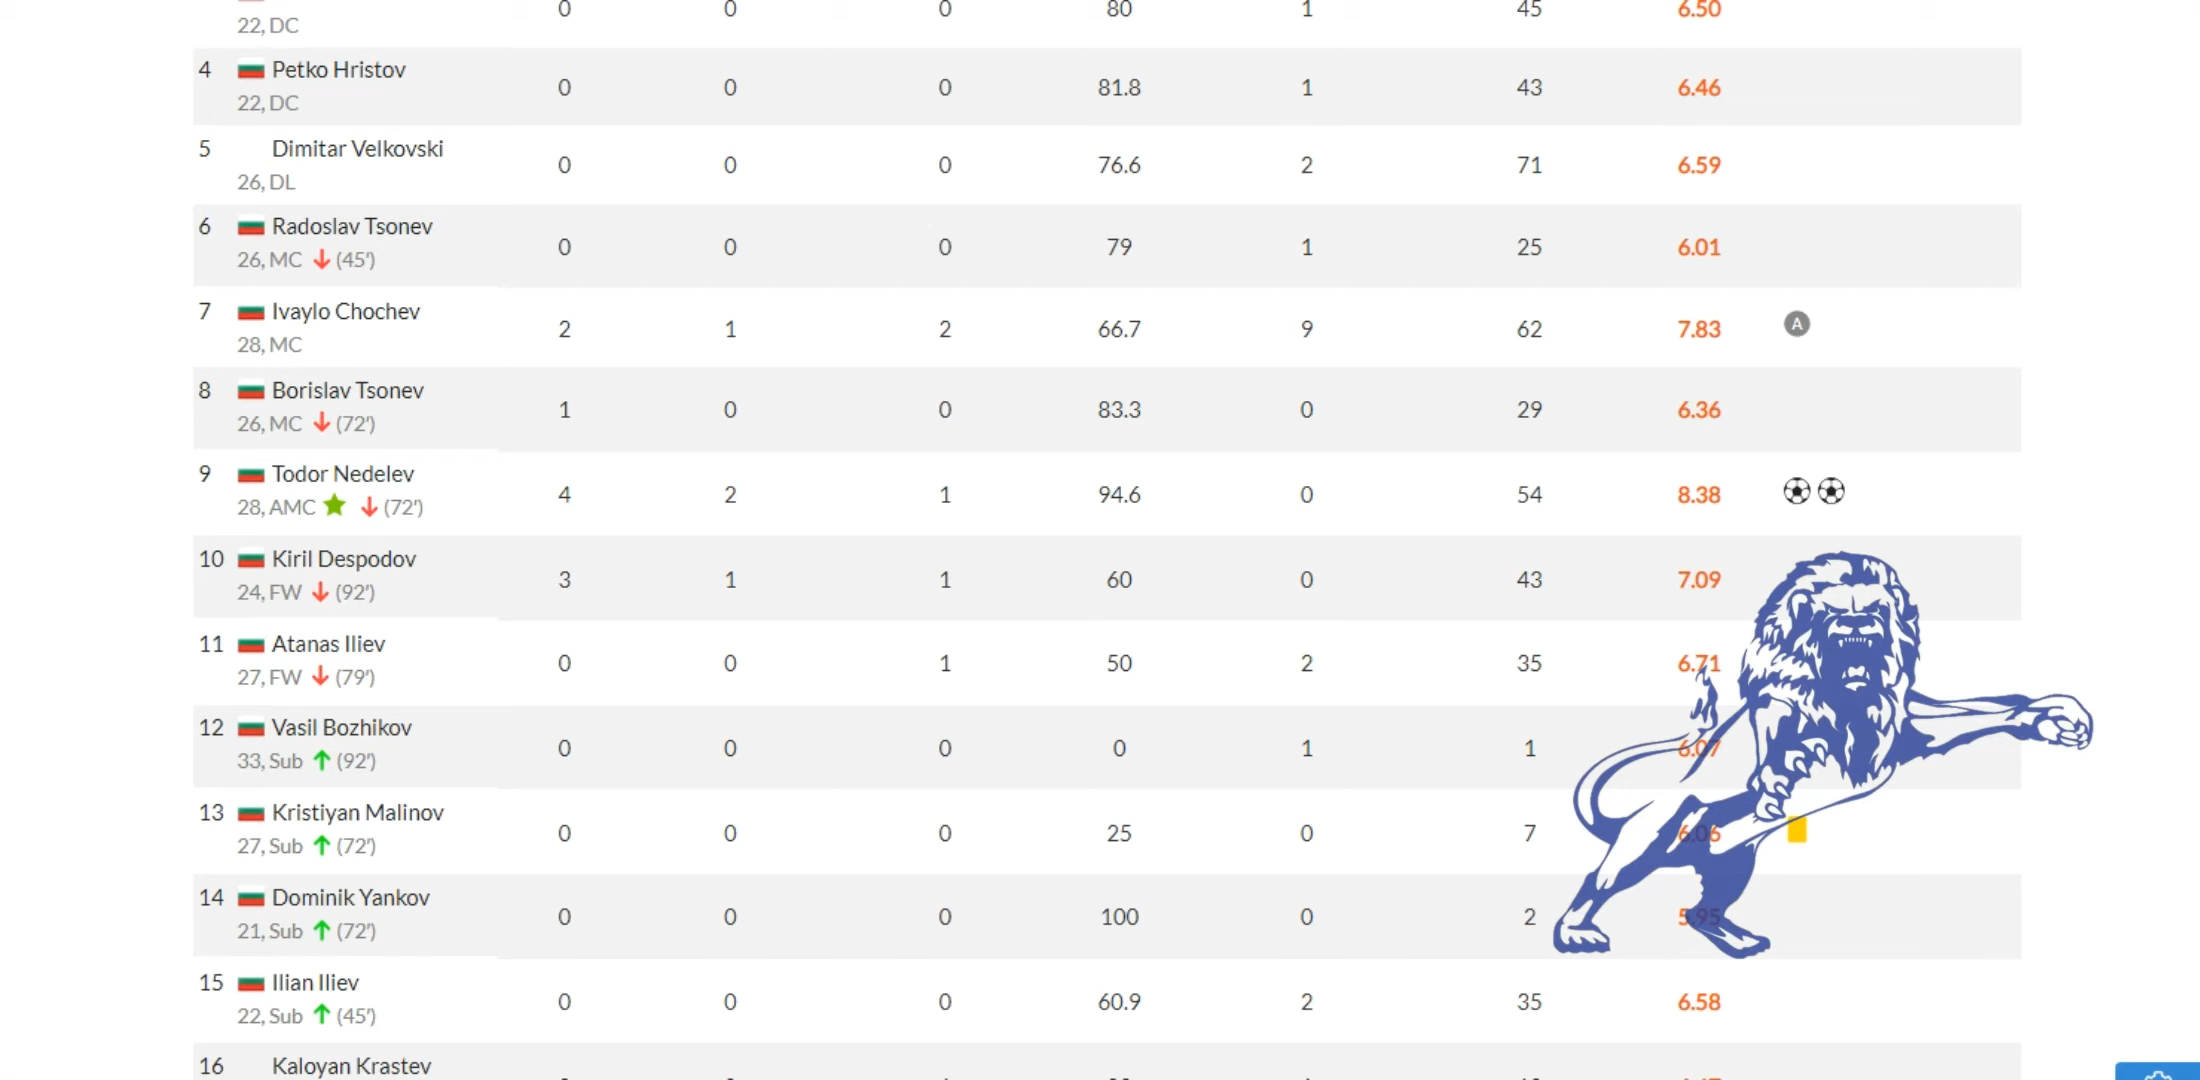 0 0 0 80 1 45 6.50
22, DC
4 Petko Hristov
22, DC
0 0 0 81.8 1 43 6.46
5 Dimitar Velkovski
26, DL
0 0 0 76.6 2 71 6.59
6 Radoslav Tsonev
26, MC (45')
0 0 0 79 1 25 6.01
7 Ivaylo Chochev
28, MC
2 1 2 66.7 9 62 7.83 A
8 Borislav Tsonev
26, MC (72')
1 0 0 83.3 0 29 6.36
9 Todor Nedelev
28, AMC (72')
4 2 1 94.6 0 54 8.38
10 Kiril Despodov
24, FW (92')
3 1 1 60 0 43 7.09
11 Atanas Iliev
27, FW (79')
0 0 1 50 2 35 6.71
12 Vasil Bozhikov
33, Sub (92')
0 0 0 0 1 1 6.07
13 Kristiyan Malinov
27, Sub (72')
0 0 0 25 0 7 6.06
14 Dominik Yankov
21, Sub (72')
0 0 0 100 0 2 5.95
15 Ilian Iliev
22, Sub (45')
0 0 0 60.9 2 35 6.58
16 Kaloyan Krastev